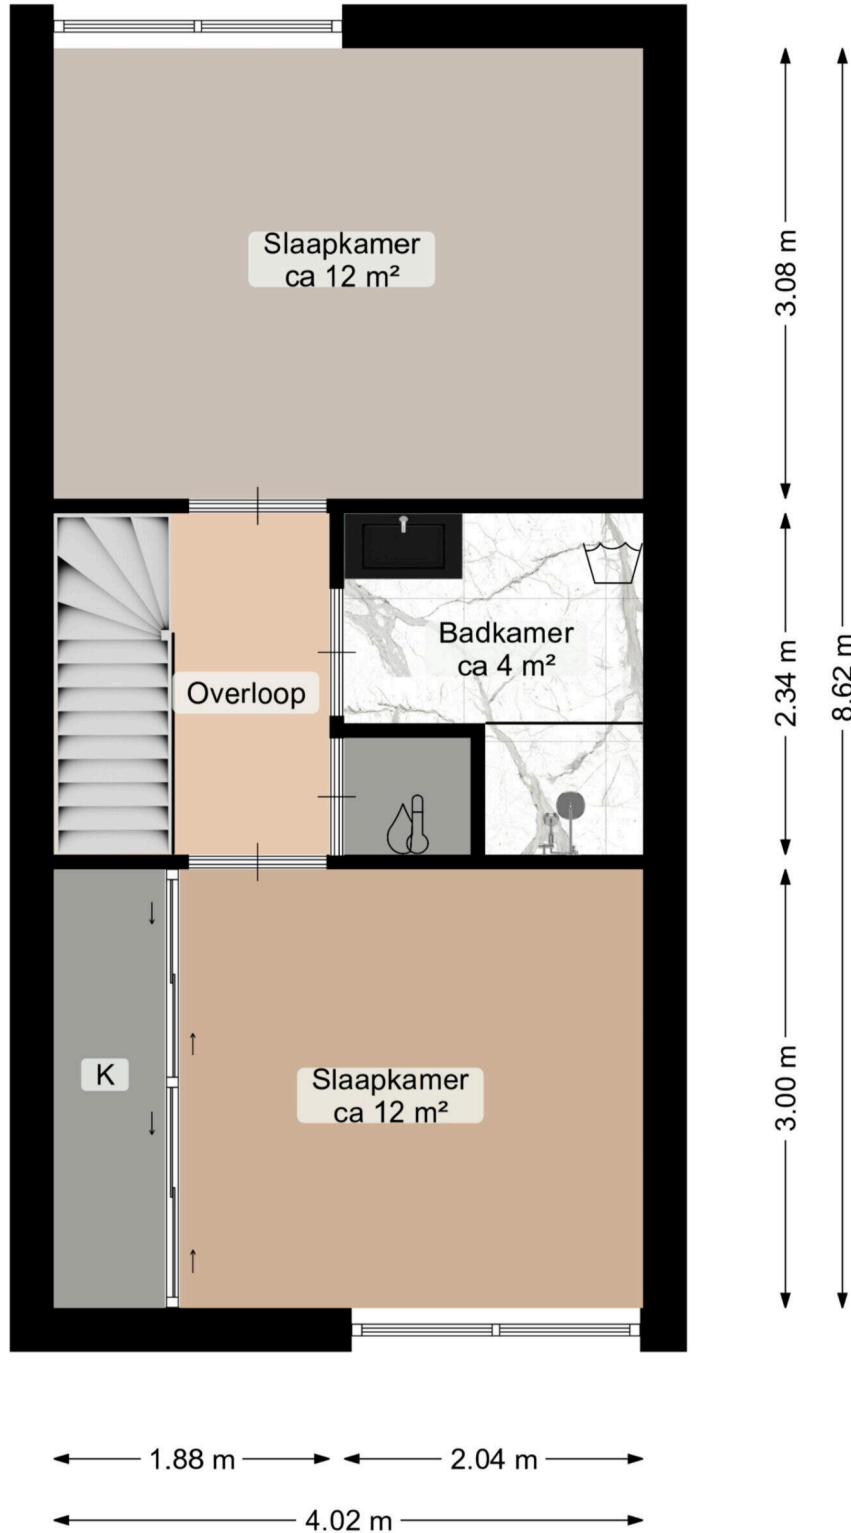 Slaapkamer
ca 12 m²
3.08 m
Badkamer
ca 4 m²
Overloop
2.34 m
8.62 m
K
Slaapkamer
ca 12 m²
3.00 m
1.88 m
2.04 m
4.02 m